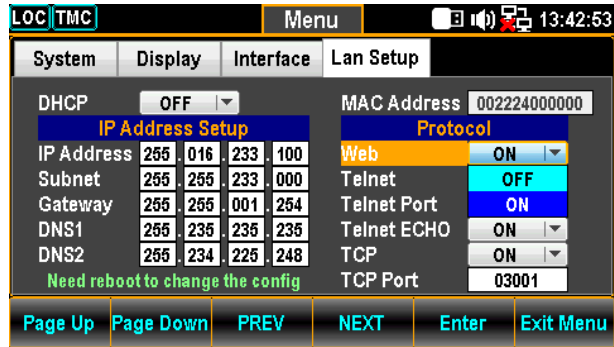 LOC TMC Menu 13:42:53
System Display Interface Lan Setup
DHCP OFF MAC Address 002224000000
IP Address Setup Protocol
IP Address 255 . 016 . 233 . 100 Web ON
Subnet 255 . 255 . 233 . 000 Telnet OFF
Gateway 255 . 255 . 001 . 254 Telnet Port ON
DNS1 255 . 235 . 235 . 235 Telnet ECHO ON
DNS2 255 . 234 . 225 . 248 TCP ON
Need reboot to change the config TCP Port 03001
Page Up Page Down PREV NEXT Enter Exit Menu